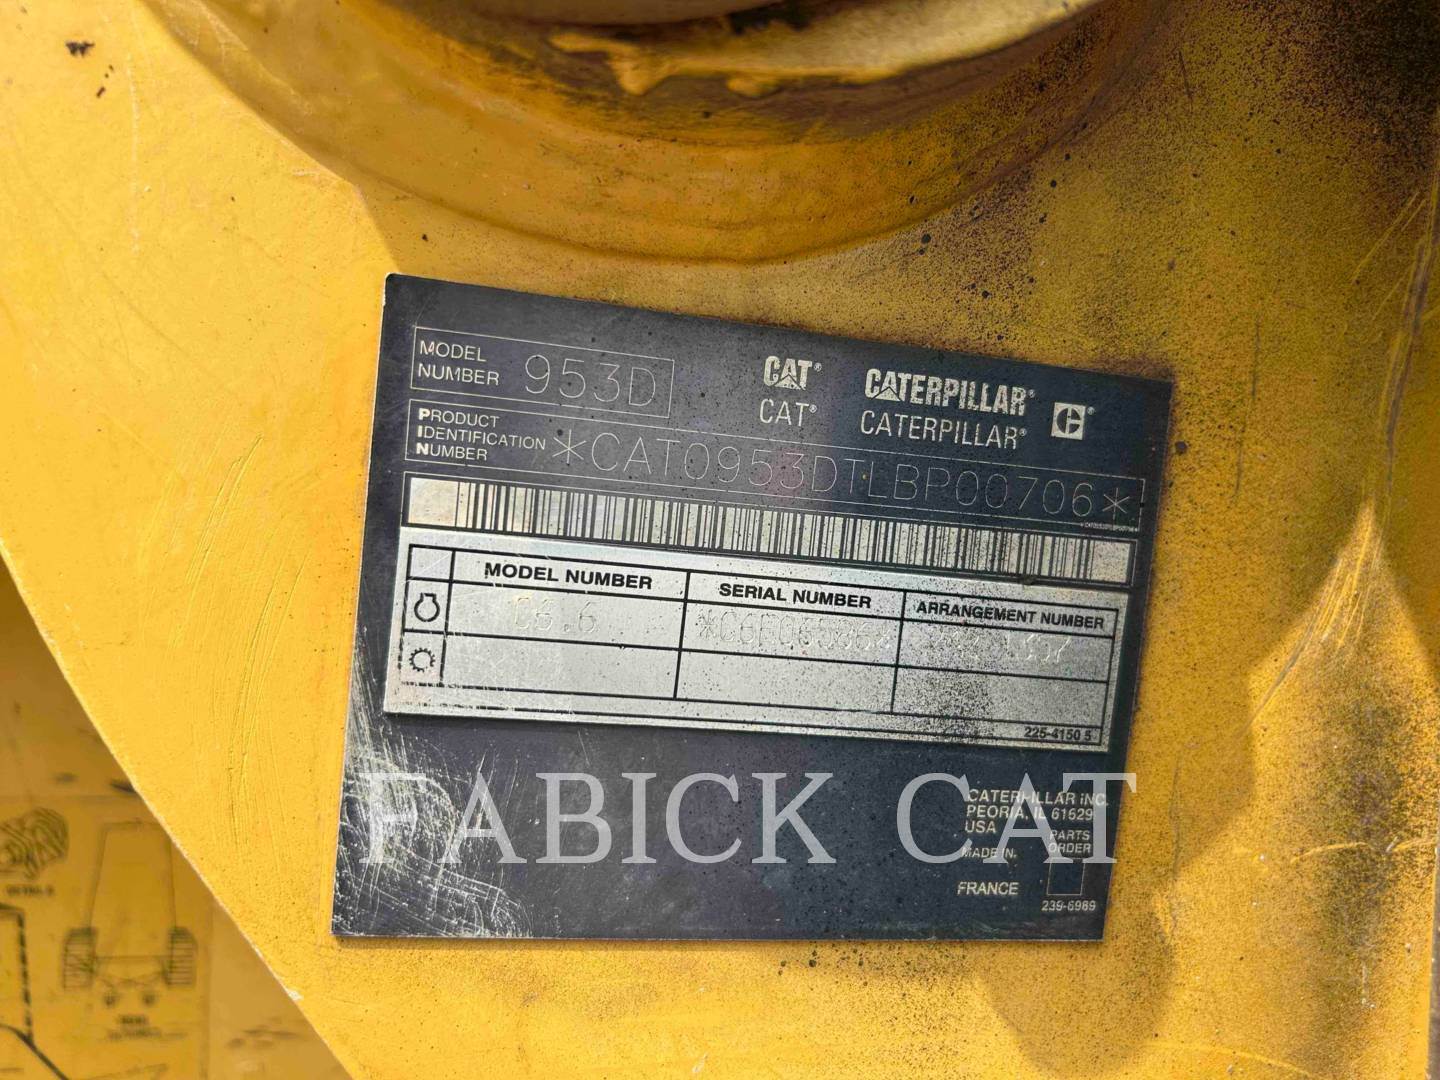 MODEL NUMBER 953D
CAT® CATERPILLAR®
CAT® CATERPILLAR®
PRODUCT IDENTIFICATION NUMBER *CAT0953DTLBP00706*
MODEL NUMBER SERIAL NUMBER ARRANGEMENT NUMBER
C6.6
225-4150 5
FABICK CAT
CATERPILLAR INC.
PEORIA, IL 61629
USA
PARTS ORDER
MADE IN
FRANCE
239-6989